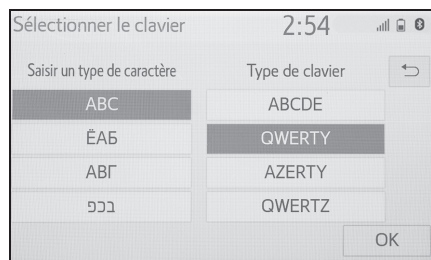 Sélectionner le clavier 2:54
Saisir un type de caractère Type de clavier
ABC ABCDE
ЁАБ QWERTY
ΑΒΓ AZERTY
בכפ QWERTZ
OK